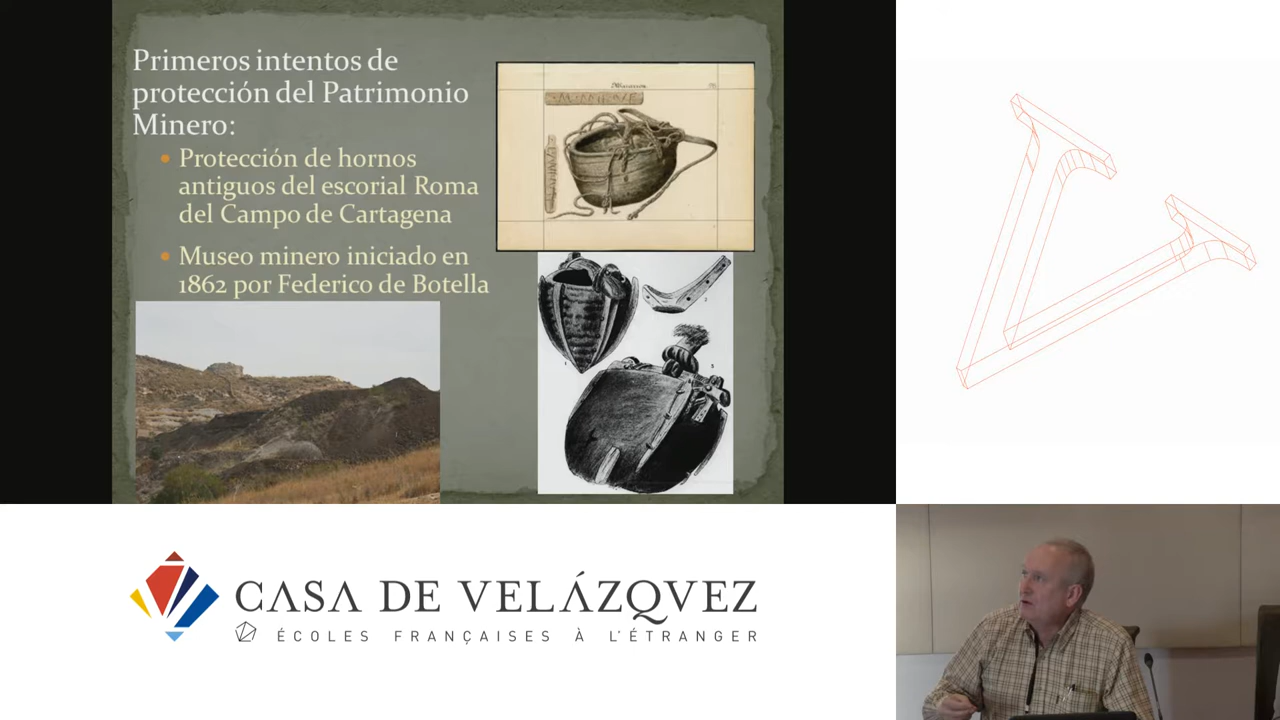 Primeros intentos de
protección del Patrimonio
Minero:
• Protección de hornos
antiguos del escorial Roma
del Campo de Cartagena
• Museo minero iniciado en
1862 por Federico de Botella
CASA DE VELÁZQVEZ
ÉCOLES FRANÇAISES À L'ÉTRANGER